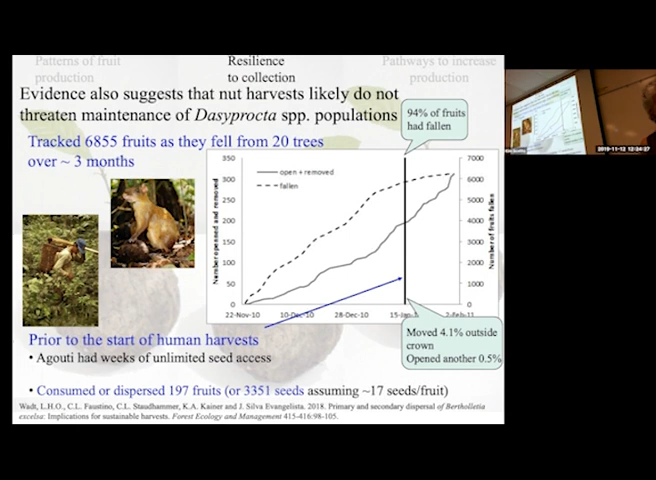 Patterns of fruit production
Resilience to collection
Pathways to increase production
Evidence also suggests that nut harvests likely do not
threaten maintenance of Dasyprocta spp. populations
94% of fruits
had fallen
Tracked 6855 fruits as they fell from 20 trees
over ~ 3 months
Number openned and removed
350
300
250
200
150
100
50
0
open + removed
fallen
7000
6000
5000
4000
3000
2000
1000
0
Number of fruits fallen
22-Nov-10
10-Dec-10
28-Dec-10
15-Jan-
2-Feb-11
Moved 4.1% outside
crown
Opened another 0.5%
Prior to the start of human harvests
• Agouti had weeks of unlimited seed access
• Consumed or dispersed 197 fruits (or 3351 seeds assuming ~17 seeds/fruit)
Wadt, L.H.O., C.L. Faustino, C.L. Staudhammer, K.A. Kainer and J. Silva Evangelista. 2018. Primary and secondary dispersal of Bertholletia
excelsa: Implications for sustainable harvests. Forest Ecology and Management 415-416:98-105.
2019-11-12 12:24:27